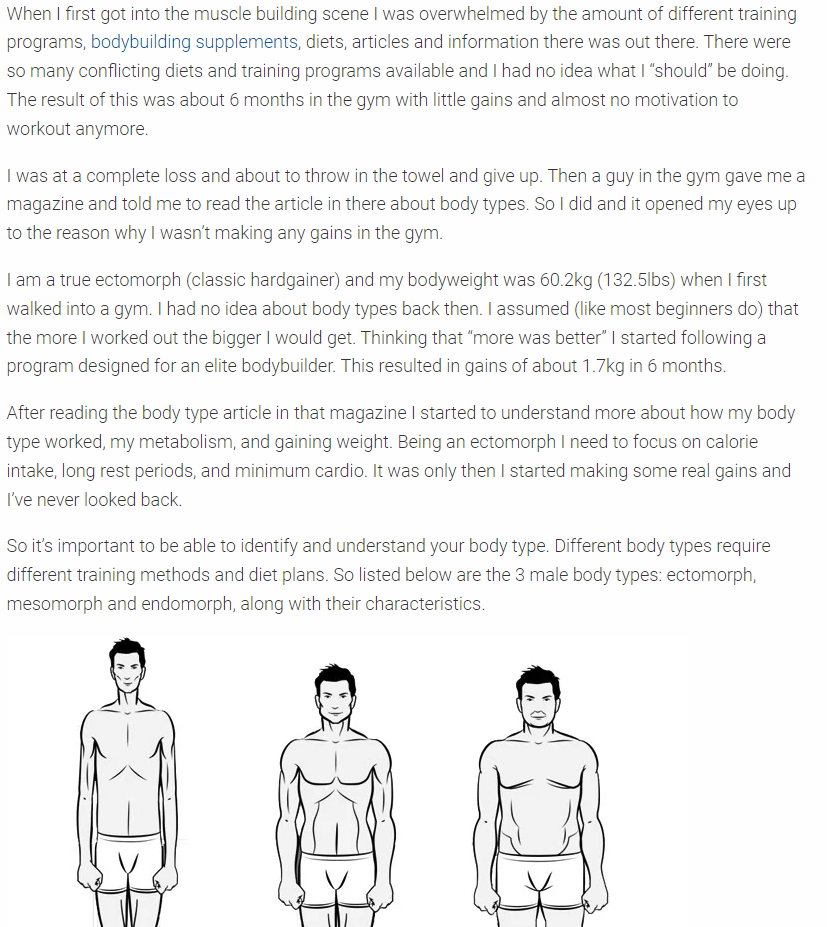 When I first got into the muscle building scene I was overwhelmed by the amount of different training
programs, bodybuilding supplements, diets, articles and information there was out there. There were
so many conflicting diets and training programs available and I had no idea what I “should” be doing.
The result of this was about 6 months in the gym with little gains and almost no motivation to
workout anymore.
I was at a complete loss and about to throw in the towel and give up. Then a guy in the gym gave me a
magazine and told me to read the article in there about body types. So I did and it opened my eyes up
to the reason why I wasn’t making any gains in the gym.
I am a true ectomorph (classic hardgainer) and my bodyweight was 60.2kg (132.5lbs) when I first
walked into a gym. I had no idea about body types back then. I assumed (like most beginners do) that
the more I worked out the bigger I would get. Thinking that “more was better” I started following a
program designed for an elite bodybuilder. This resulted in gains of about 1.7kg in 6 months.
After reading the body type article in that magazine I started to understand more about how my body
type worked, my metabolism, and gaining weight. Being an ectomorph I need to focus on calorie
intake, long rest periods, and minimum cardio. It was only then I started making some real gains and
I’ve never looked back.
So it’s important to be able to identify and understand your body type. Different body types require
different training methods and diet plans. So listed below are the 3 male body types: ectomorph,
mesomorph and endomorph, along with their characteristics.